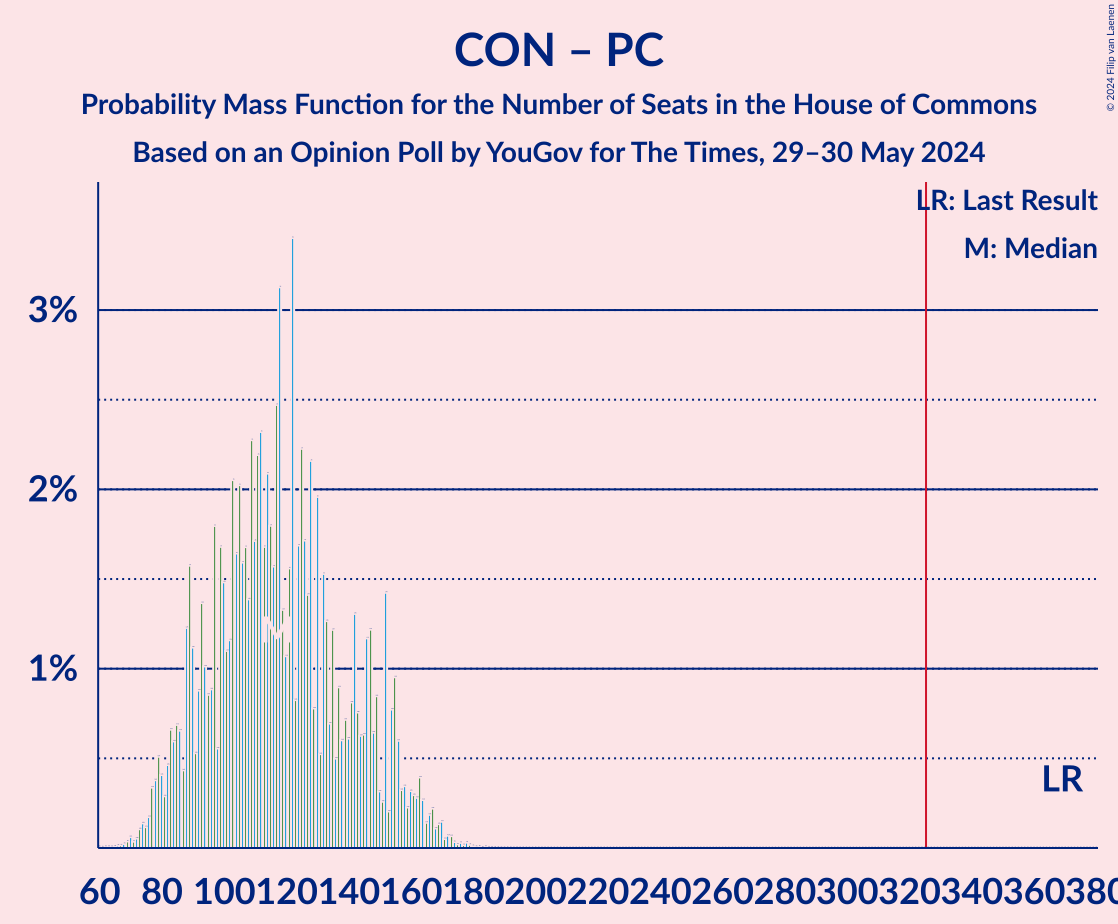 CON – PC
Probability Mass Function for the Number of Seats in the House of Commons
Based on an Opinion Poll by YouGov for The Times, 29–30 May 2024
© 2024 Filip van Laenen
LR: Last Result
M: Median
3%
2%
1%
M
LR
60 80 100 120 140 160 180 200 220 240 260 280 300 320 340 360 380